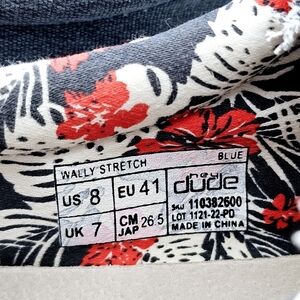 WALLY STRETCH BLUE
US 8 EU 41 hey dude
UK 7 CM JAP 26.5
SKU 110382600
LOT 1121-22-PD
MADE IN CHINA